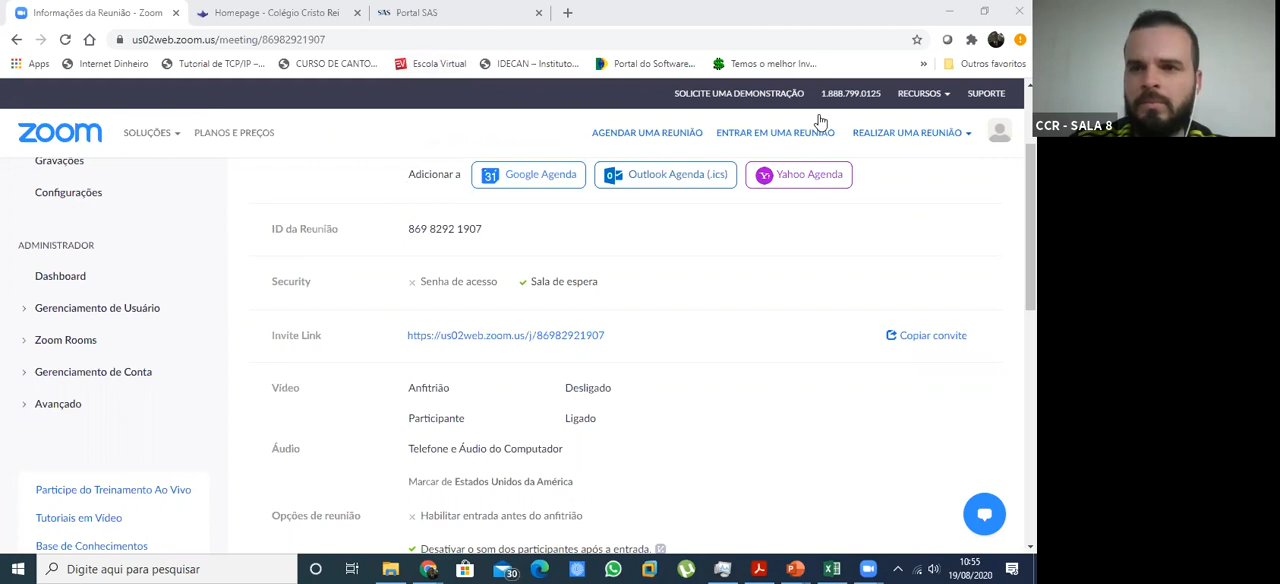 Informações da Reunião - Zoom
Homepage - Colégio Cristo Rei
SAS Portal SAS
us02web.zoom.us/meeting/86982921907
Apps
Internet Dinheiro
Tutorial de TCP/IP –...
CURSO DE CANTO...
Escola Virtual
IDECAN – Instituto...
Portal do Software...
Temos o melhor Inv...
»
Outros favoritos
SOLICITE UMA DEMONSTRAÇÃO
1.888.799.0125
RECURSOS
SUPORTE
CCR - SALA 8
zoom
SOLUÇÕES
PLANOS E PREÇOS
AGENDAR UMA REUNIÃO
ENTRAR EM UMA REUNIÃO
REALIZAR UMA REUNIÃO
Gravações
Configurações
ADMINISTRADOR
Dashboard
Gerenciamento de Usuário
Zoom Rooms
Gerenciamento de Conta
Avançado
Participe do Treinamento Ao Vivo
Tutoriais em Vídeo
Base de Conhecimentos
Adicionar a
31 Google Agenda
Outlook Agenda (.ics)
Yahoo Agenda
ID da Reunião
869 8292 1907
Security
Senha de acesso
Sala de espera
Invite Link
https://us02web.zoom.us/j/86982921907
Copiar convite
Vídeo
Anfitrião
Desligado
Participante
Ligado
Áudio
Telefone e Áudio do Computador
Marcar de Estados Unidos da América
Opções de reunião
Habilitar entrada antes do anfitrião
Desativar o som dos participantes após a entrada.
Digite aqui para pesquisar
30
10:55
19/08/2020